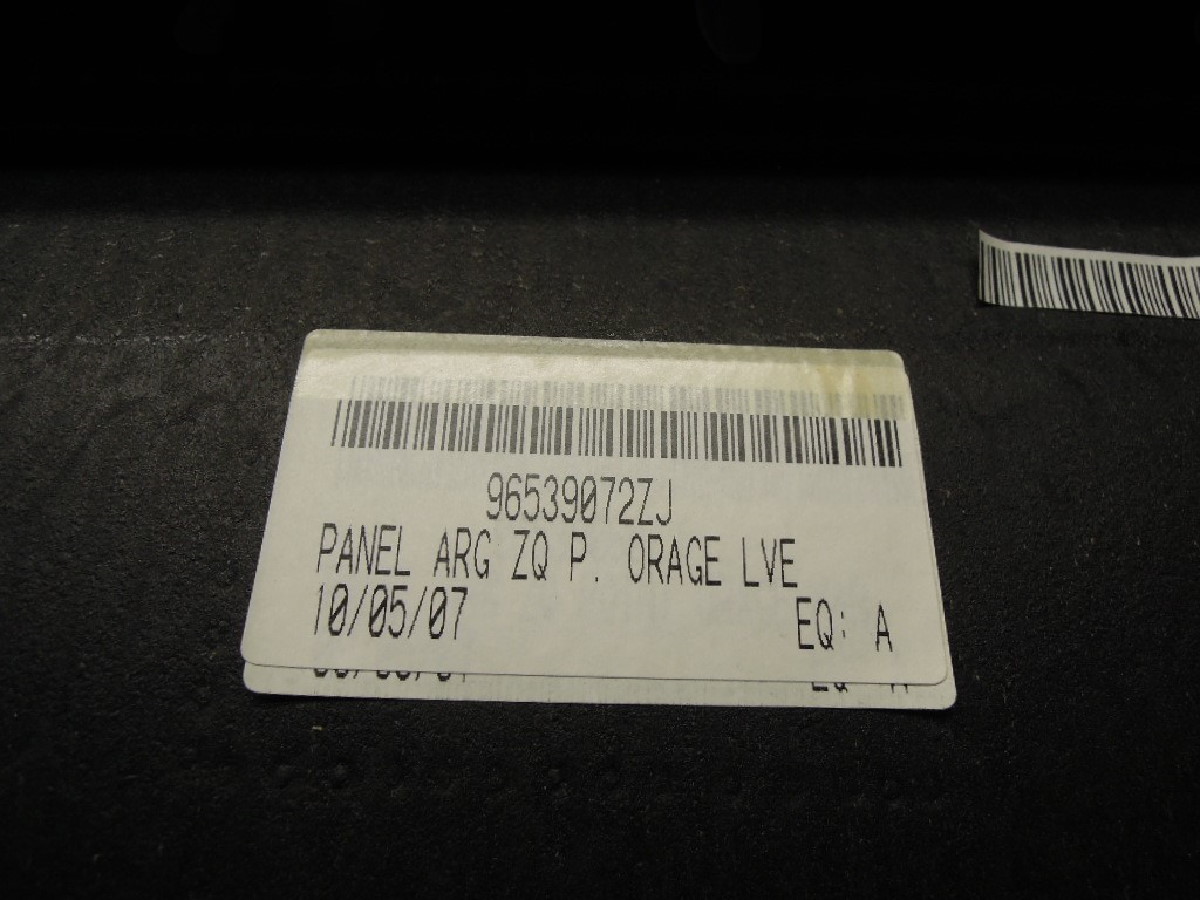 96539072ZJ
PANEL ARG ZQ P. ORAGE LVE
10/05/07 EQ: A